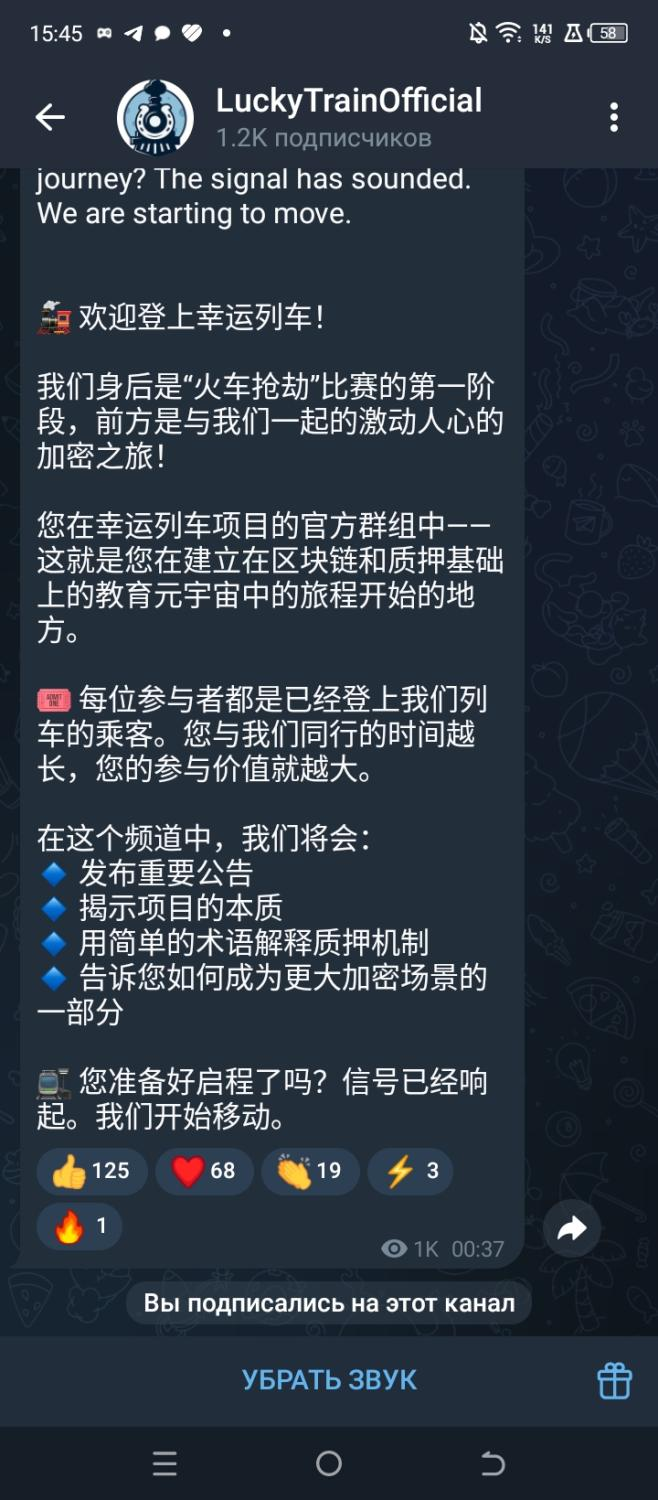 15:45
141
K/S
58
LuckyTrainOfficial
1.2K подписчиков
journey? The signal has sounded.
We are starting to move.
🚂 欢迎登上幸运列车！
我们身后是“火车抢劫”比赛的第一阶
段，前方是与我们一起的激动人心的
加密之旅！
您在幸运列车项目的官方群组中——
这就是您在建立在区块链和质押基础
上的教育元宇宙中的旅程开始的地
方。
🎟 每位参与者都是已经登上我们列
车的乘客。您与我们同行的时间越
长，您的参与价值就越大。
在这个频道中，我们将会：
🔹 发布重要公告
🔹 揭示项目的本质
🔹 用简单的术语解释质押机制
🔹 告诉您如何成为更大加密场景的
一部分
🚈 您准备好启程了吗？信号已经响
起。我们开始移动。
👍 125 ❤️ 68 👏 19 ⚡ 3
🔥 1
1K 00:37
Вы подписались на этот канал
УБРАТЬ ЗВУК